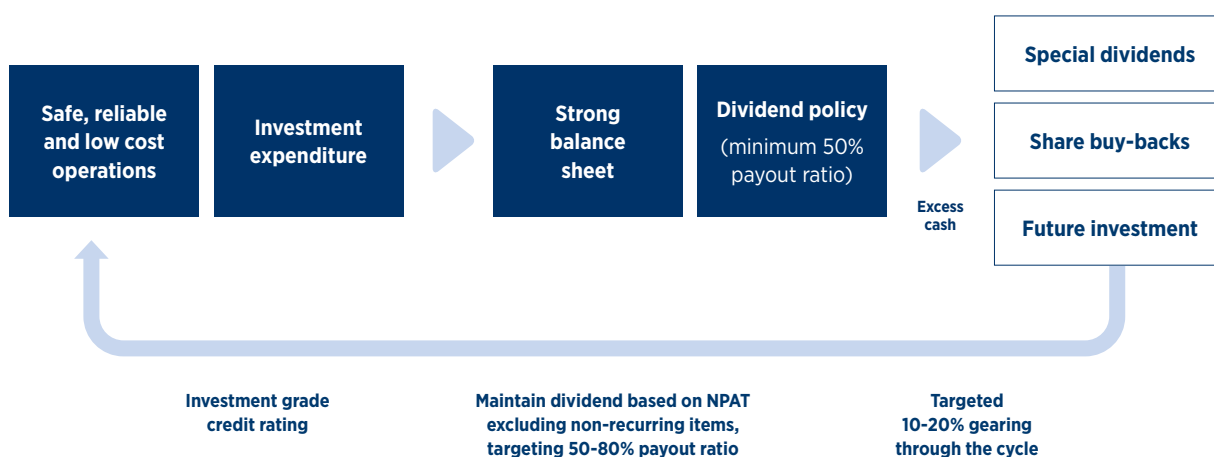 Safe, reliable
and low cost
operations
Investment
expenditure
Strong
balance
sheet
Dividend policy
(minimum 50%
payout ratio)
Excess
cash
Special dividends
Share buy-backs
Future investment
Investment grade
credit rating
Maintain dividend based on NPAT
excluding non-recurring items,
targeting 50-80% payout ratio
Targeted
10-20% gearing
through the cycle